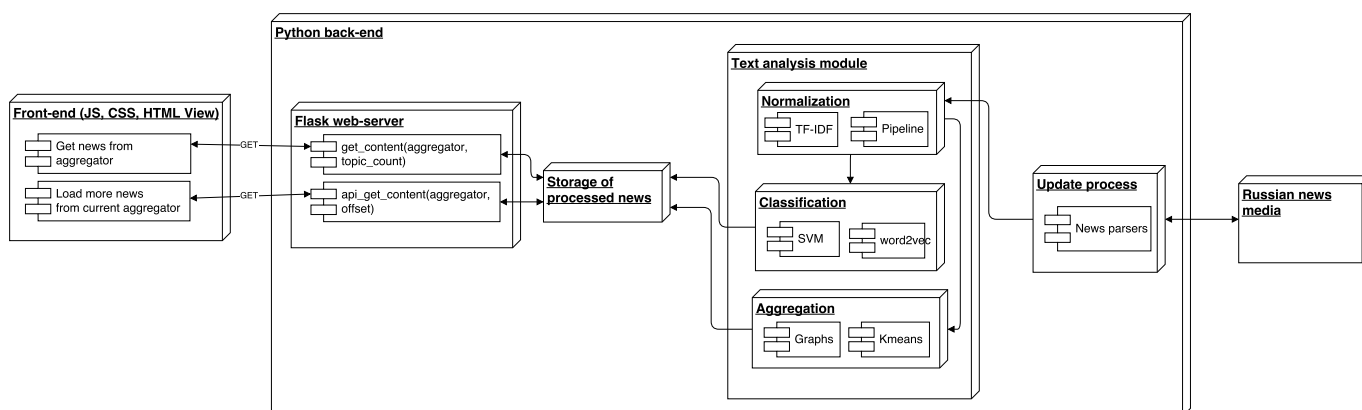 Python back-end
Front-end (JS, CSS, HTML View)
Get news from
aggregator
Load more news
from current aggregator
GET
GET
Flask web-server
get_content(aggregator,
topic_count)
api_get_content(aggregator,
offset)
Storage of
processed news
Text analysis module
Normalization
TF-IDF
Pipeline
Classification
SVM
word2vec
Aggregation
Graphs
Kmeans
Update process
News parsers
Russian news
media